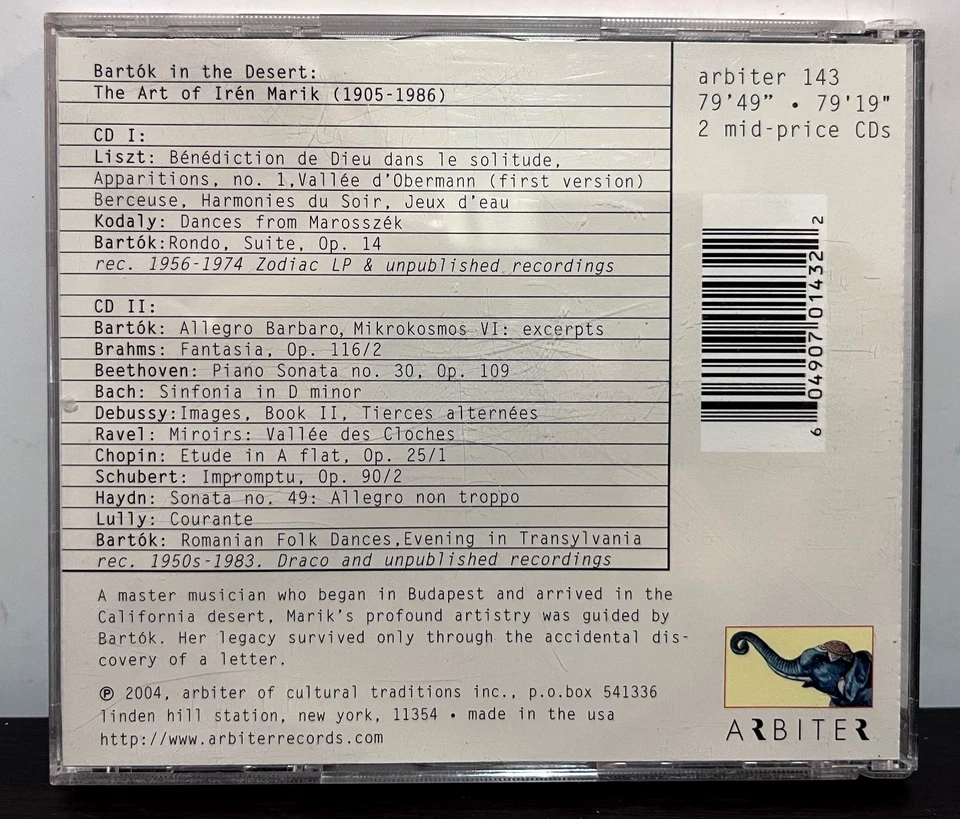 Bartók in the Desert:
The Art of Irén Marik (1905-1986)
CD I:
Liszt: Bénédiction de Dieu dans le solitude,
Apparitions, no. 1,Vallée d'Obermann (first version)
Berceuse, Harmonies du Soir, Jeux d'eau
Kodaly: Dances from Marosszék
Bartók:Rondo, Suite, Op. 14
rec. 1956-1974 Zodiac LP & unpublished recordings
CD II:
Bartók: Allegro Barbaro, Mikrokosmos VI: excerpts
Brahms: Fantasia, Op. 116/2
Beethoven: Piano Sonata no. 30, Op. 109
Bach: Sinfonia in D minor
Debussy:Images, Book II, Tierces alternées
Ravel: Miroirs: Vallée des Cloches
Chopin: Etude in A flat, Op. 25/1
Schubert: Impromptu, Op. 90/2
Haydn: Sonata no. 49: Allegro non troppo
Lully: Courante
Bartók: Romanian Folk Dances,Evening in Transylvania
rec. 1950s-1983. Draco and unpublished recordings
A master musician who began in Budapest and arrived in the
California desert, Marik's profound artistry was guided by
Bartók. Her legacy survived only through the accidental dis-
covery of a letter.
℗ 2004, arbiter of cultural traditions inc., p.o.box 541336
linden hill station, new york, 11354 • made in the usa
http://www.arbiterrecords.com
arbiter 143
79'49” • 79'19"
2 mid-price CDs
6 04907 01432 2
ARBITER